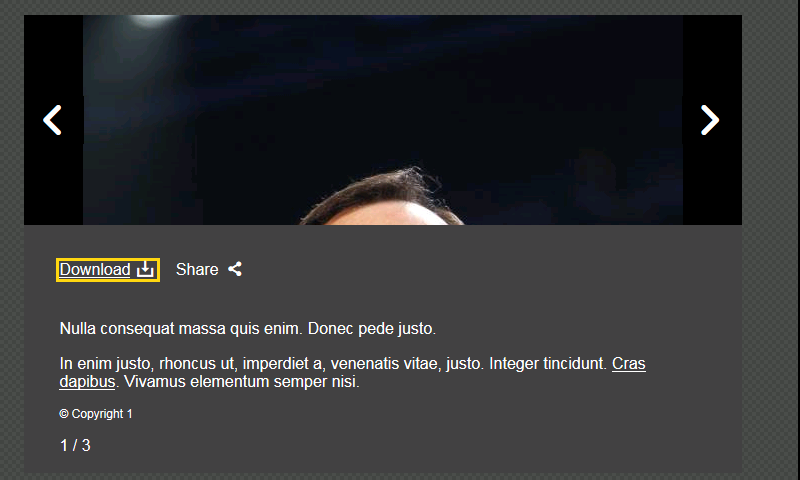 Download
Share
Nulla consequat massa quis enim. Donec pede justo.
In enim justo, rhoncus ut, imperdiet a, venenatis vitae, justo. Integer tincidunt. Cras
dapibus. Vivamus elementum semper nisi.
© Copyright 1
1 / 3